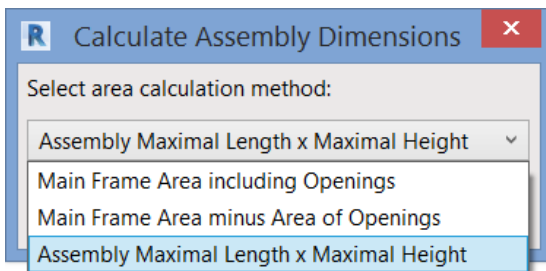 R Calculate Assembly Dimensions
Select area calculation method:
Assembly Maximal Length x Maximal Height
Main Frame Area including Openings
Main Frame Area minus Area of Openings
Assembly Maximal Length x Maximal Height